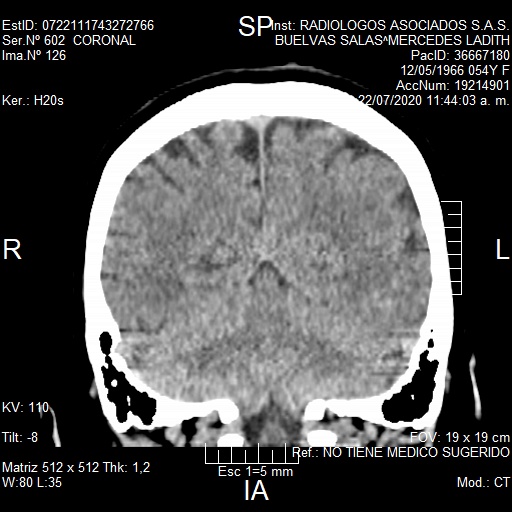 EstID: 0722111743272766
Ser.Nº 602 CORONAL
Ima.Nº 126
Ker.: H20s
SP
Inst: RADIOLOGOS ASOCIADOS S.A.S.
BUELVAS SALAS^MERCEDES LADITH
PacID: 36667180
12/05/1966 054Y F
AccNum: 19214901
22/07/2020 11:44:03 a. m.
R
L
KV: 110
Tilt: -8
Matriz 512 x 512 Thk: 1,2
W:80 L:35
Esc 1=5 mm
IA
FOV: 19 x 19 cm
Ref.: NO TIENE MEDICO SUGERIDO
Mod.: CT